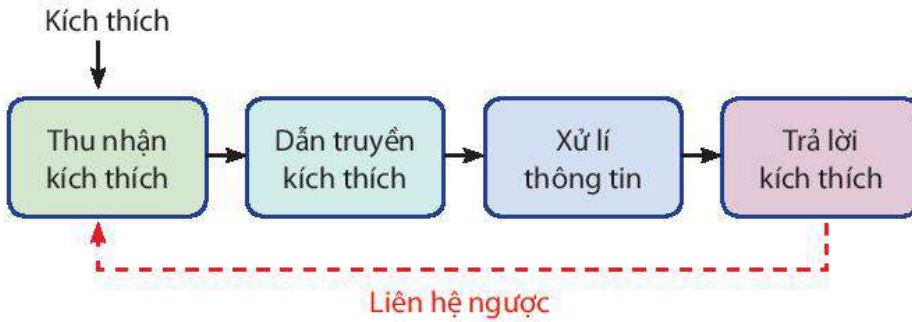 Kích thích
Thu nhận
kích thích
Dẫn truyền
kích thích
Xử lí
thông tin
Trả lời
kích thích
Liên hệ ngược